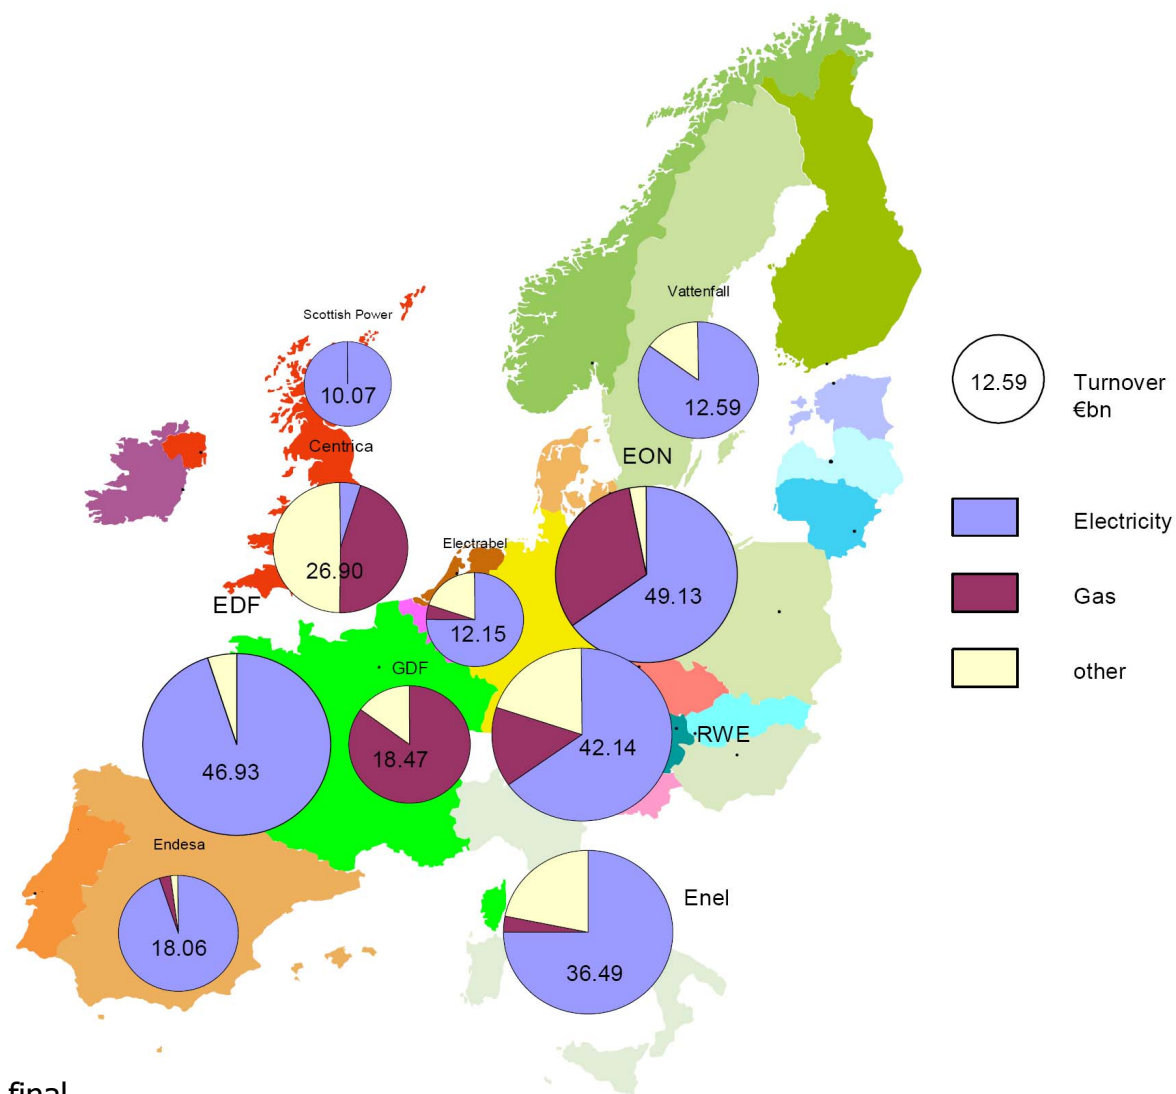 Vattenfall
Scottish Power
10.07
12.59
12.59
Turnover
€bn
Centrica
EON
Electricity
Electrabel
26.90
49.13
Gas
EDF
12.15
GDF
other
RWE
46.93
18.47
42.14
Endesa
Enel
18.06
36.49
final